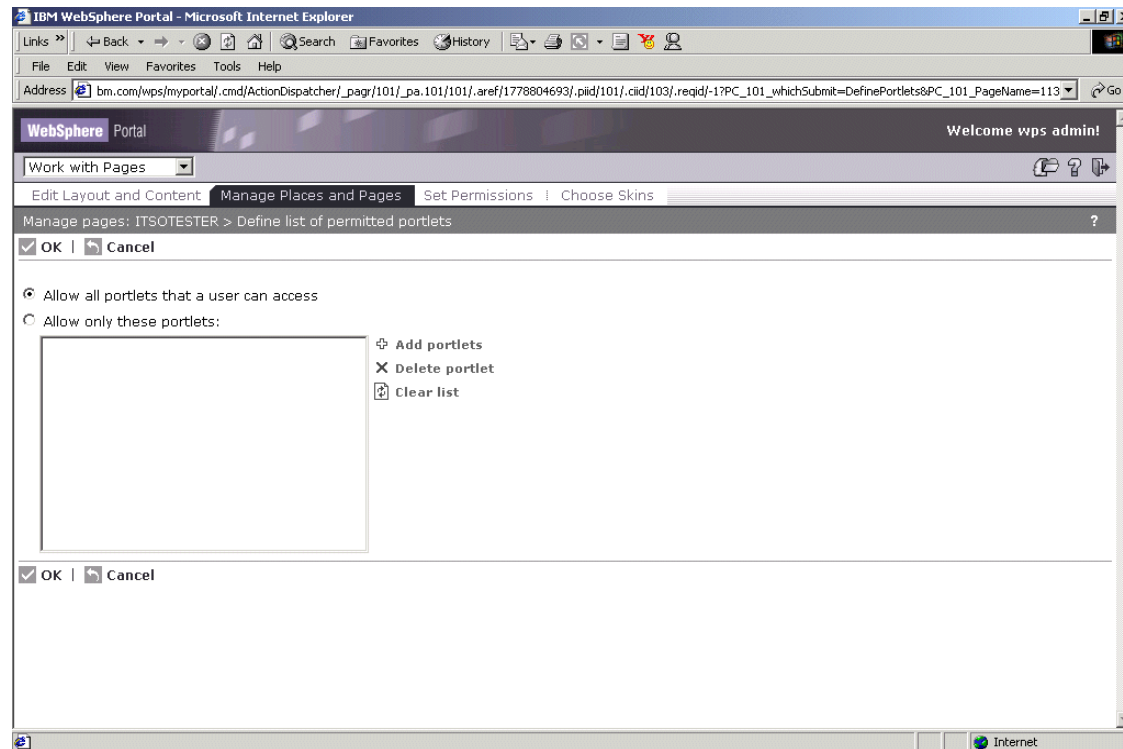 IBM WebSphere Portal - Microsoft Internet Explorer
Links » Back Search Favorites History
File Edit View Favorites Tools Help
Address bm.com/wps/myportal/.cmd/ActionDispatcher/_pagr/101/_pa.101/101/.aref/1778804693/.piid/101/.ciid/103/.reqid/-1?PC_101_whichSubmit=DefinePortlets&PC_101_PageName=113 Go
WebSphere Portal Welcome wps admin!
Work with Pages ?
Edit Layout and Content Manage Places and Pages Set Permissions Choose Skins
Manage pages: ITSOTESTER > Define list of permitted portlets ?
OK | Cancel
Allow all portlets that a user can access
Allow only these portlets:
Add portlets
Delete portlet
Clear list
OK | Cancel
Internet